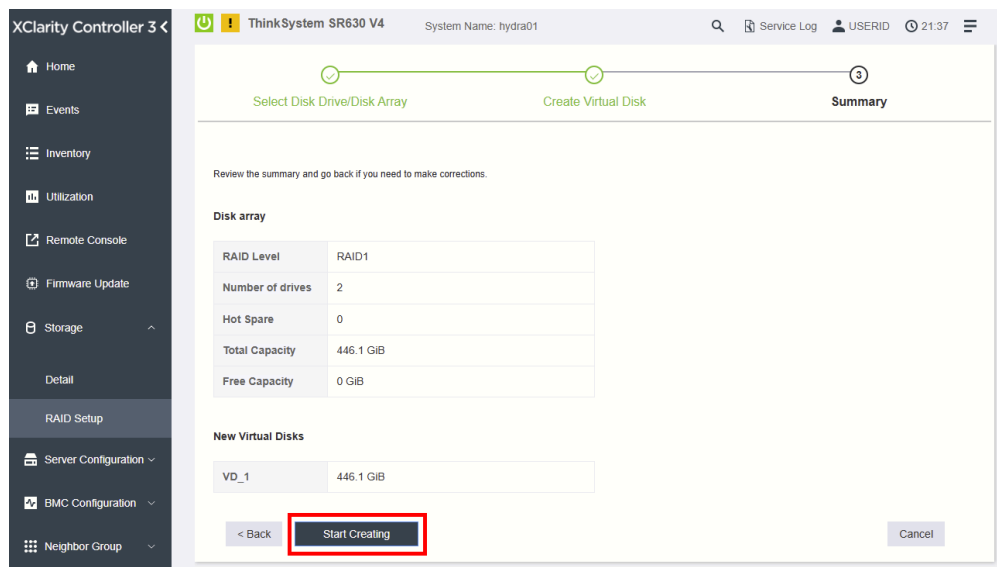 XClarity Controller 3
ThinkSystem SR630 V4
System Name: hydra01
Service Log
USERID
21:37
Home
Events
Inventory
Utilization
Remote Console
Firmware Update
Storage
Detail
RAID Setup
Server Configuration
BMC Configuration
Neighbor Group
3
Select Disk Drive/Disk Array
Create Virtual Disk
Summary
Review the summary and go back if you need to make corrections.
Disk array
RAID Level RAID1
Number of drives 2
Hot Spare 0
Total Capacity 446.1 GiB
Free Capacity 0 GiB
New Virtual Disks
VD_1 446.1 GiB
< Back
Start Creating
Cancel